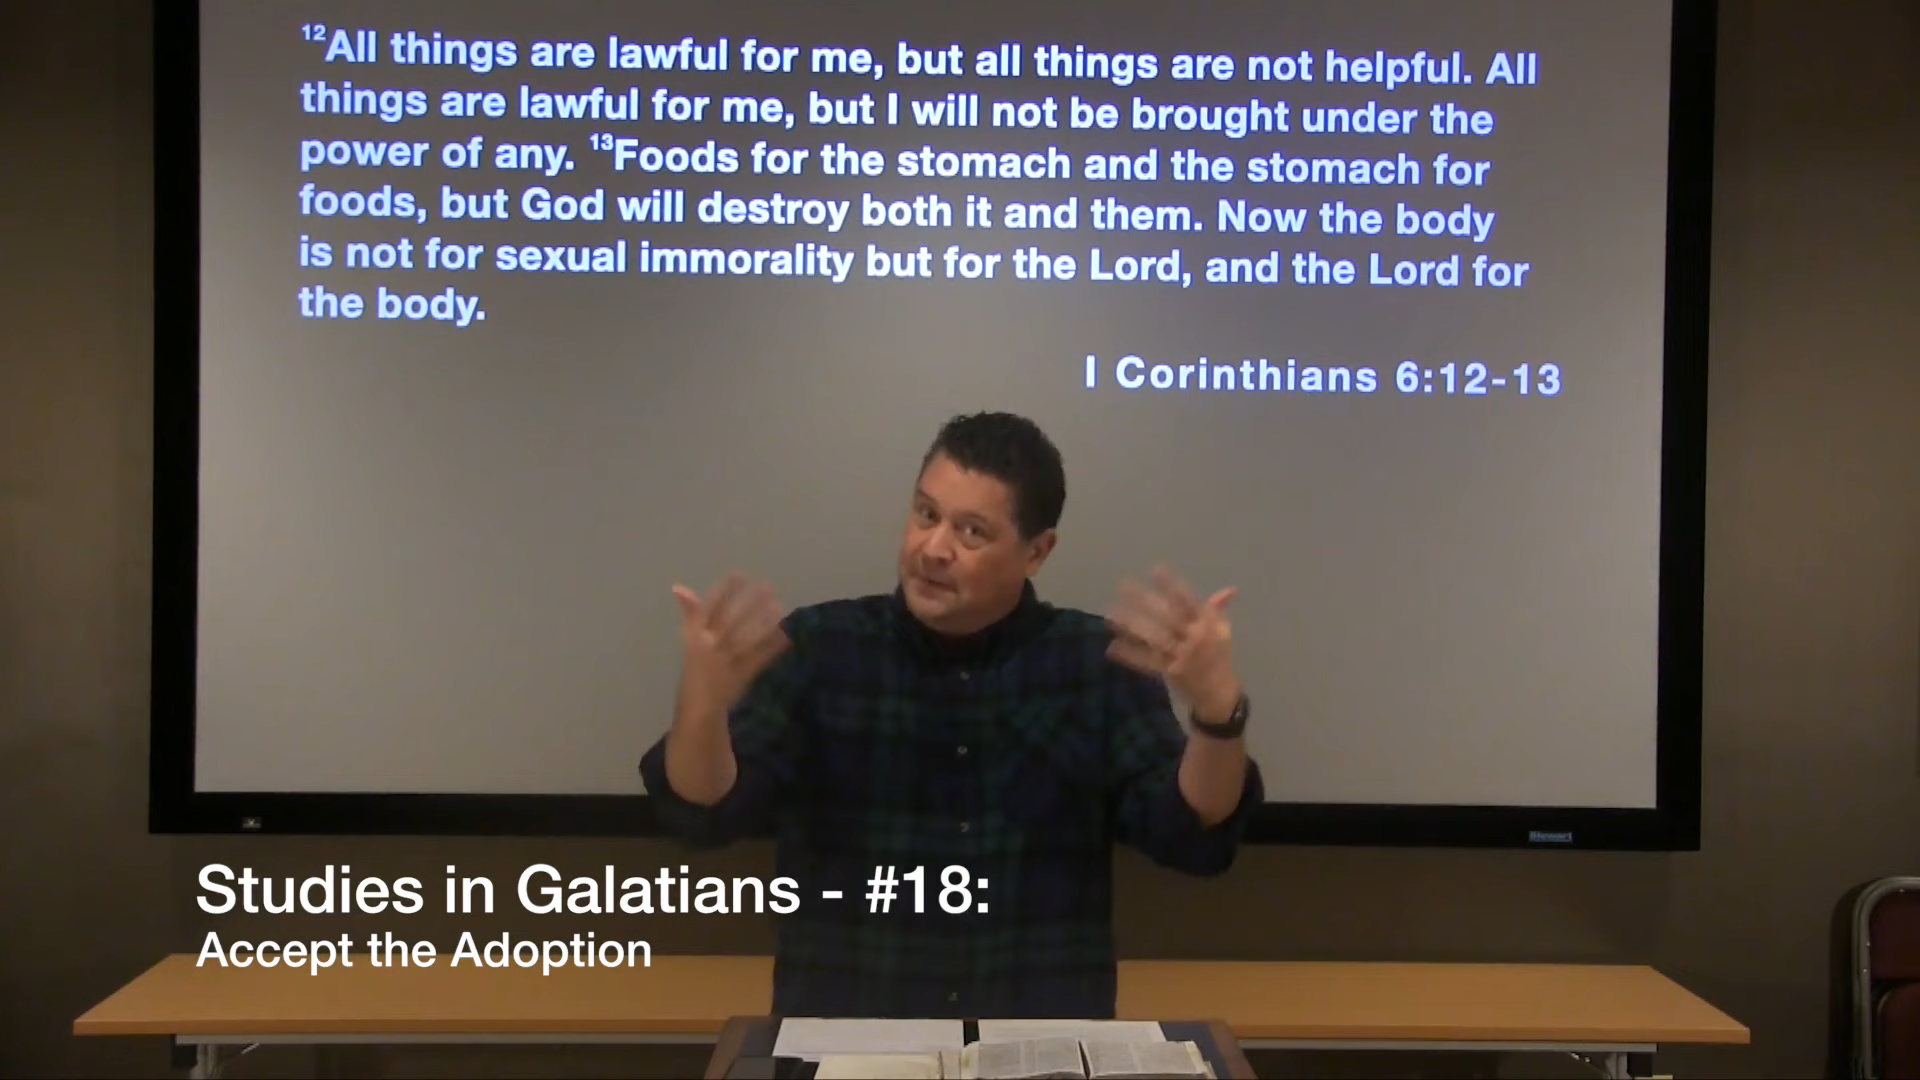 ¹²All things are lawful for me, but all things are not helpful. All
things are lawful for me, but I will not be brought under the
power of any. ¹³Foods for the stomach and the stomach for
foods, but God will destroy both it and them. Now the body
is not for sexual immorality but for the Lord, and the Lord for
the body.
I Corinthians 6:12-13
Stewart
Studies in Galatians - #18:
Accept the Adoption